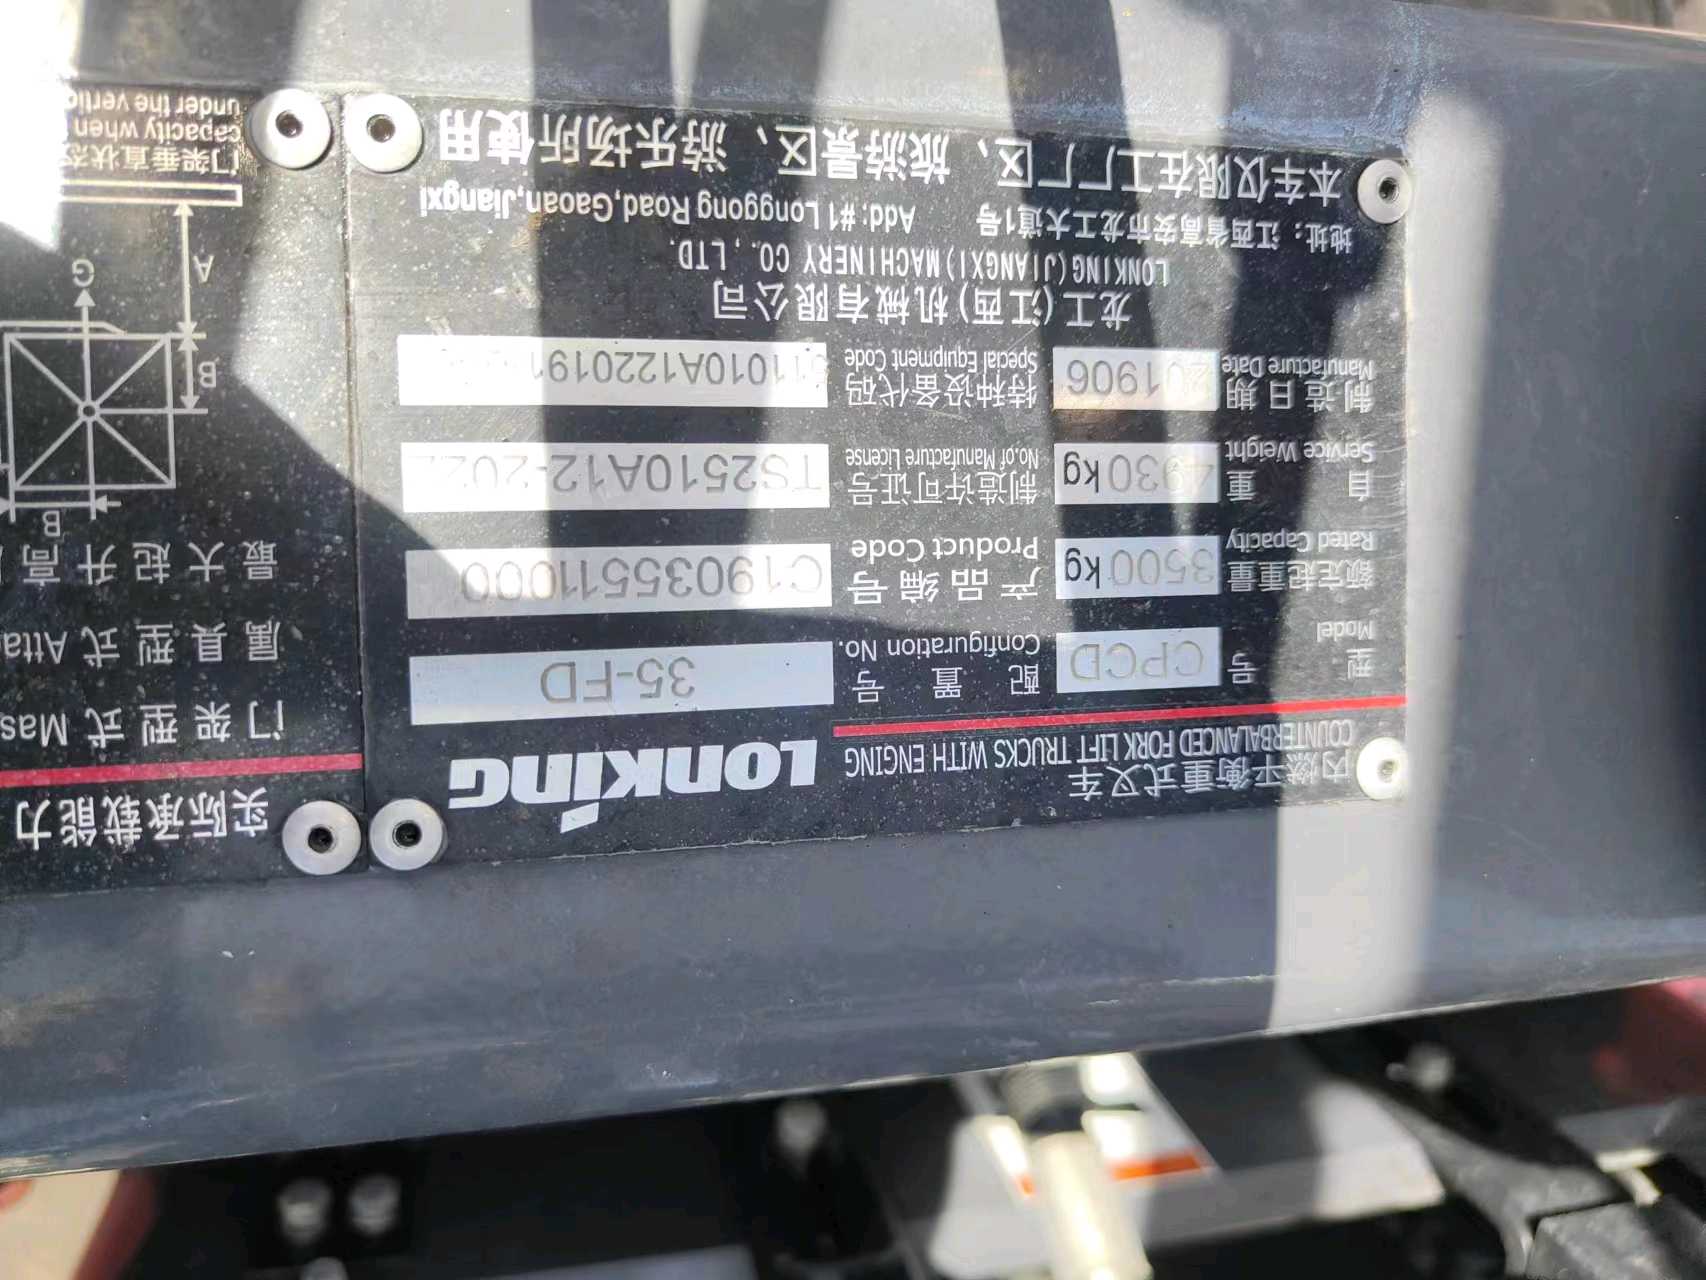 内燃平衡重式叉车
COUNTERBALANCED FORK LIFT TRUCKS WITH ENGING
LONKING
型号 CPCD 配置号 35-FD
Model Configuration No.
额定起重量 3500 kg 产品编号 C19035511000
Rated Capacity Product Code
自重 4930 kg 制造许可证号 TS2510A12-2022
Service Weight No.of Manufacture License
制造日期 201906 特种设备代码 511010A1220191
Manufacture Date Special Equipment Code
龙工(江西)机械有限公司
LONKING(JIANGXI)MACHINERY CO.,LTD.
地址：江西省高安市龙工大道1号 Add:#1 Longgong Road,Gaoan,Jiangxi
本车仅限在工厂厂区、旅游景区、游乐场所使用
实际承载能力
门架型式 Mas
属具型式 Attac
最大起升高
B
B
G
A
门架垂直状态
capacity when
under the vertic